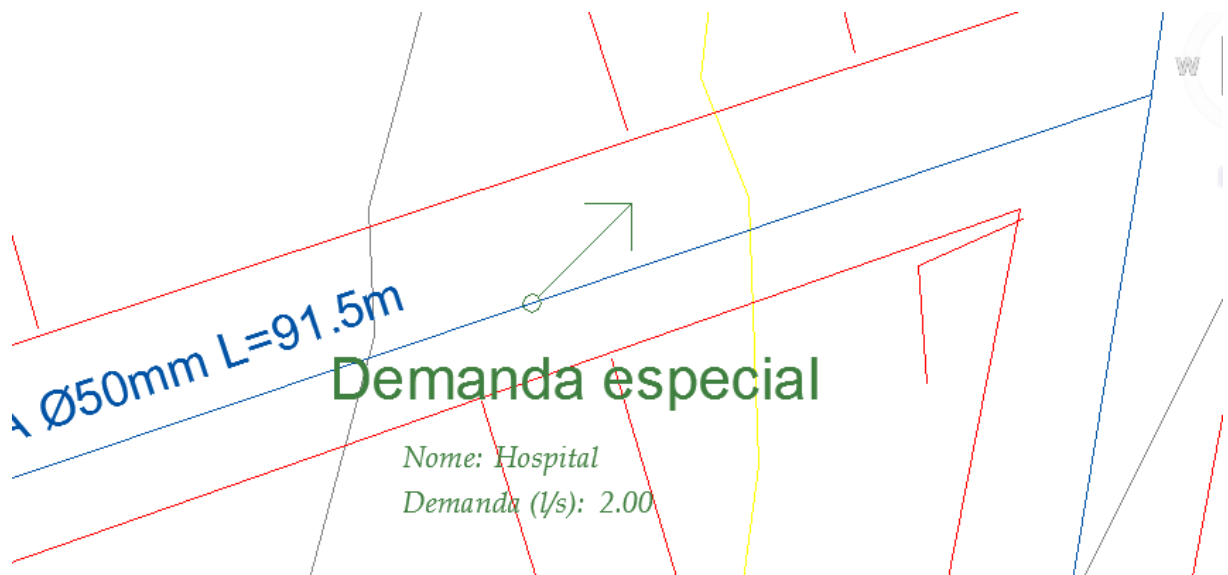 W
Ø50mm L=91.5m
Demanda especial
Nome: Hospital
Demanda (l/s): 2.00